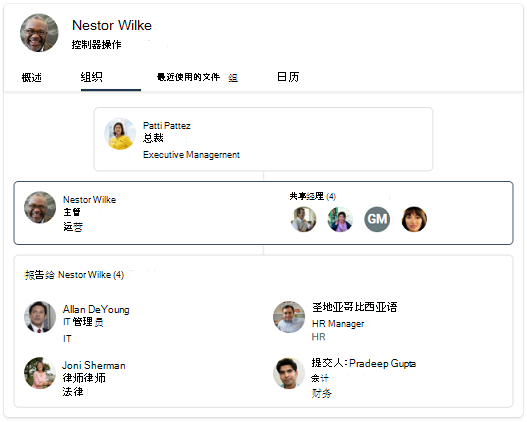 Nestor Wilke
控制器操作
概述 组织 最近使用的文件 组 日历
Patti Pattez
总裁
Executive Management
Nestor Wilke
主管
运营
共享经理 (4)
GM
报告给 Nestor Wilke (4)
Allan DeYoung
IT 管理员
IT
圣地亚哥比西亚语
HR Manager
HR
Joni Sherman
律师律师
法律
提交人：Pradeep Gupta
会计
财务